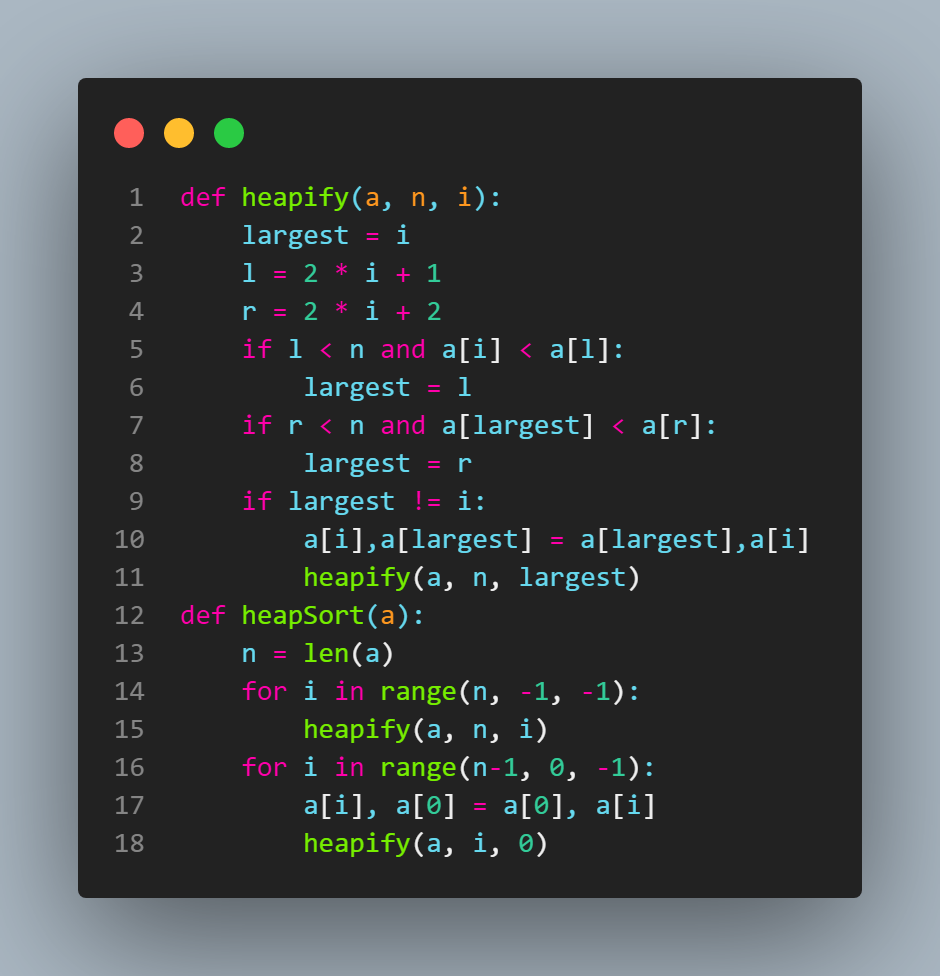 1 def heapify(a, n, i):
2     largest = i
3     l = 2 * i + 1
4     r = 2 * i + 2
5     if l < n and a[i] < a[l]:
6         largest = l
7     if r < n and a[largest] < a[r]:
8         largest = r
9     if largest != i:
10         a[i],a[largest] = a[largest],a[i]
11         heapify(a, n, largest)
12 def heapSort(a):
13     n = len(a)
14     for i in range(n, -1, -1):
15         heapify(a, n, i)
16     for i in range(n-1, 0, -1):
17         a[i], a[0] = a[0], a[i]
18         heapify(a, i, 0)